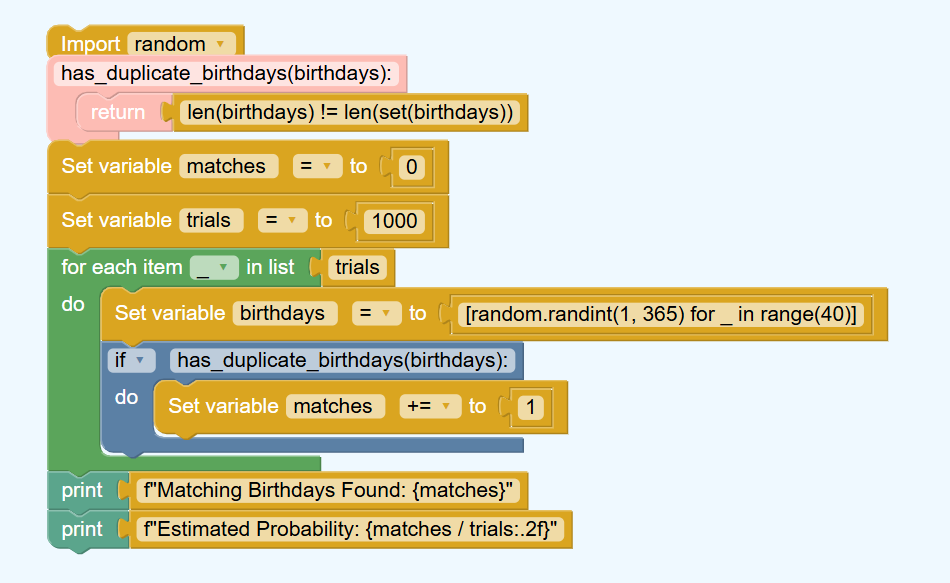 Import random
has_duplicate_birthdays(birthdays):
return len(birthdays) != len(set(birthdays))
Set variable matches = to 0
Set variable trials = to 1000
for each item _ in list trials
do Set variable birthdays = to [random.randint(1, 365) for _ in range(40)]
if has_duplicate_birthdays(birthdays):
do Set variable matches += to 1
print f"Matching Birthdays Found: {matches}"
print f"Estimated Probability: {matches / trials:.2f}"